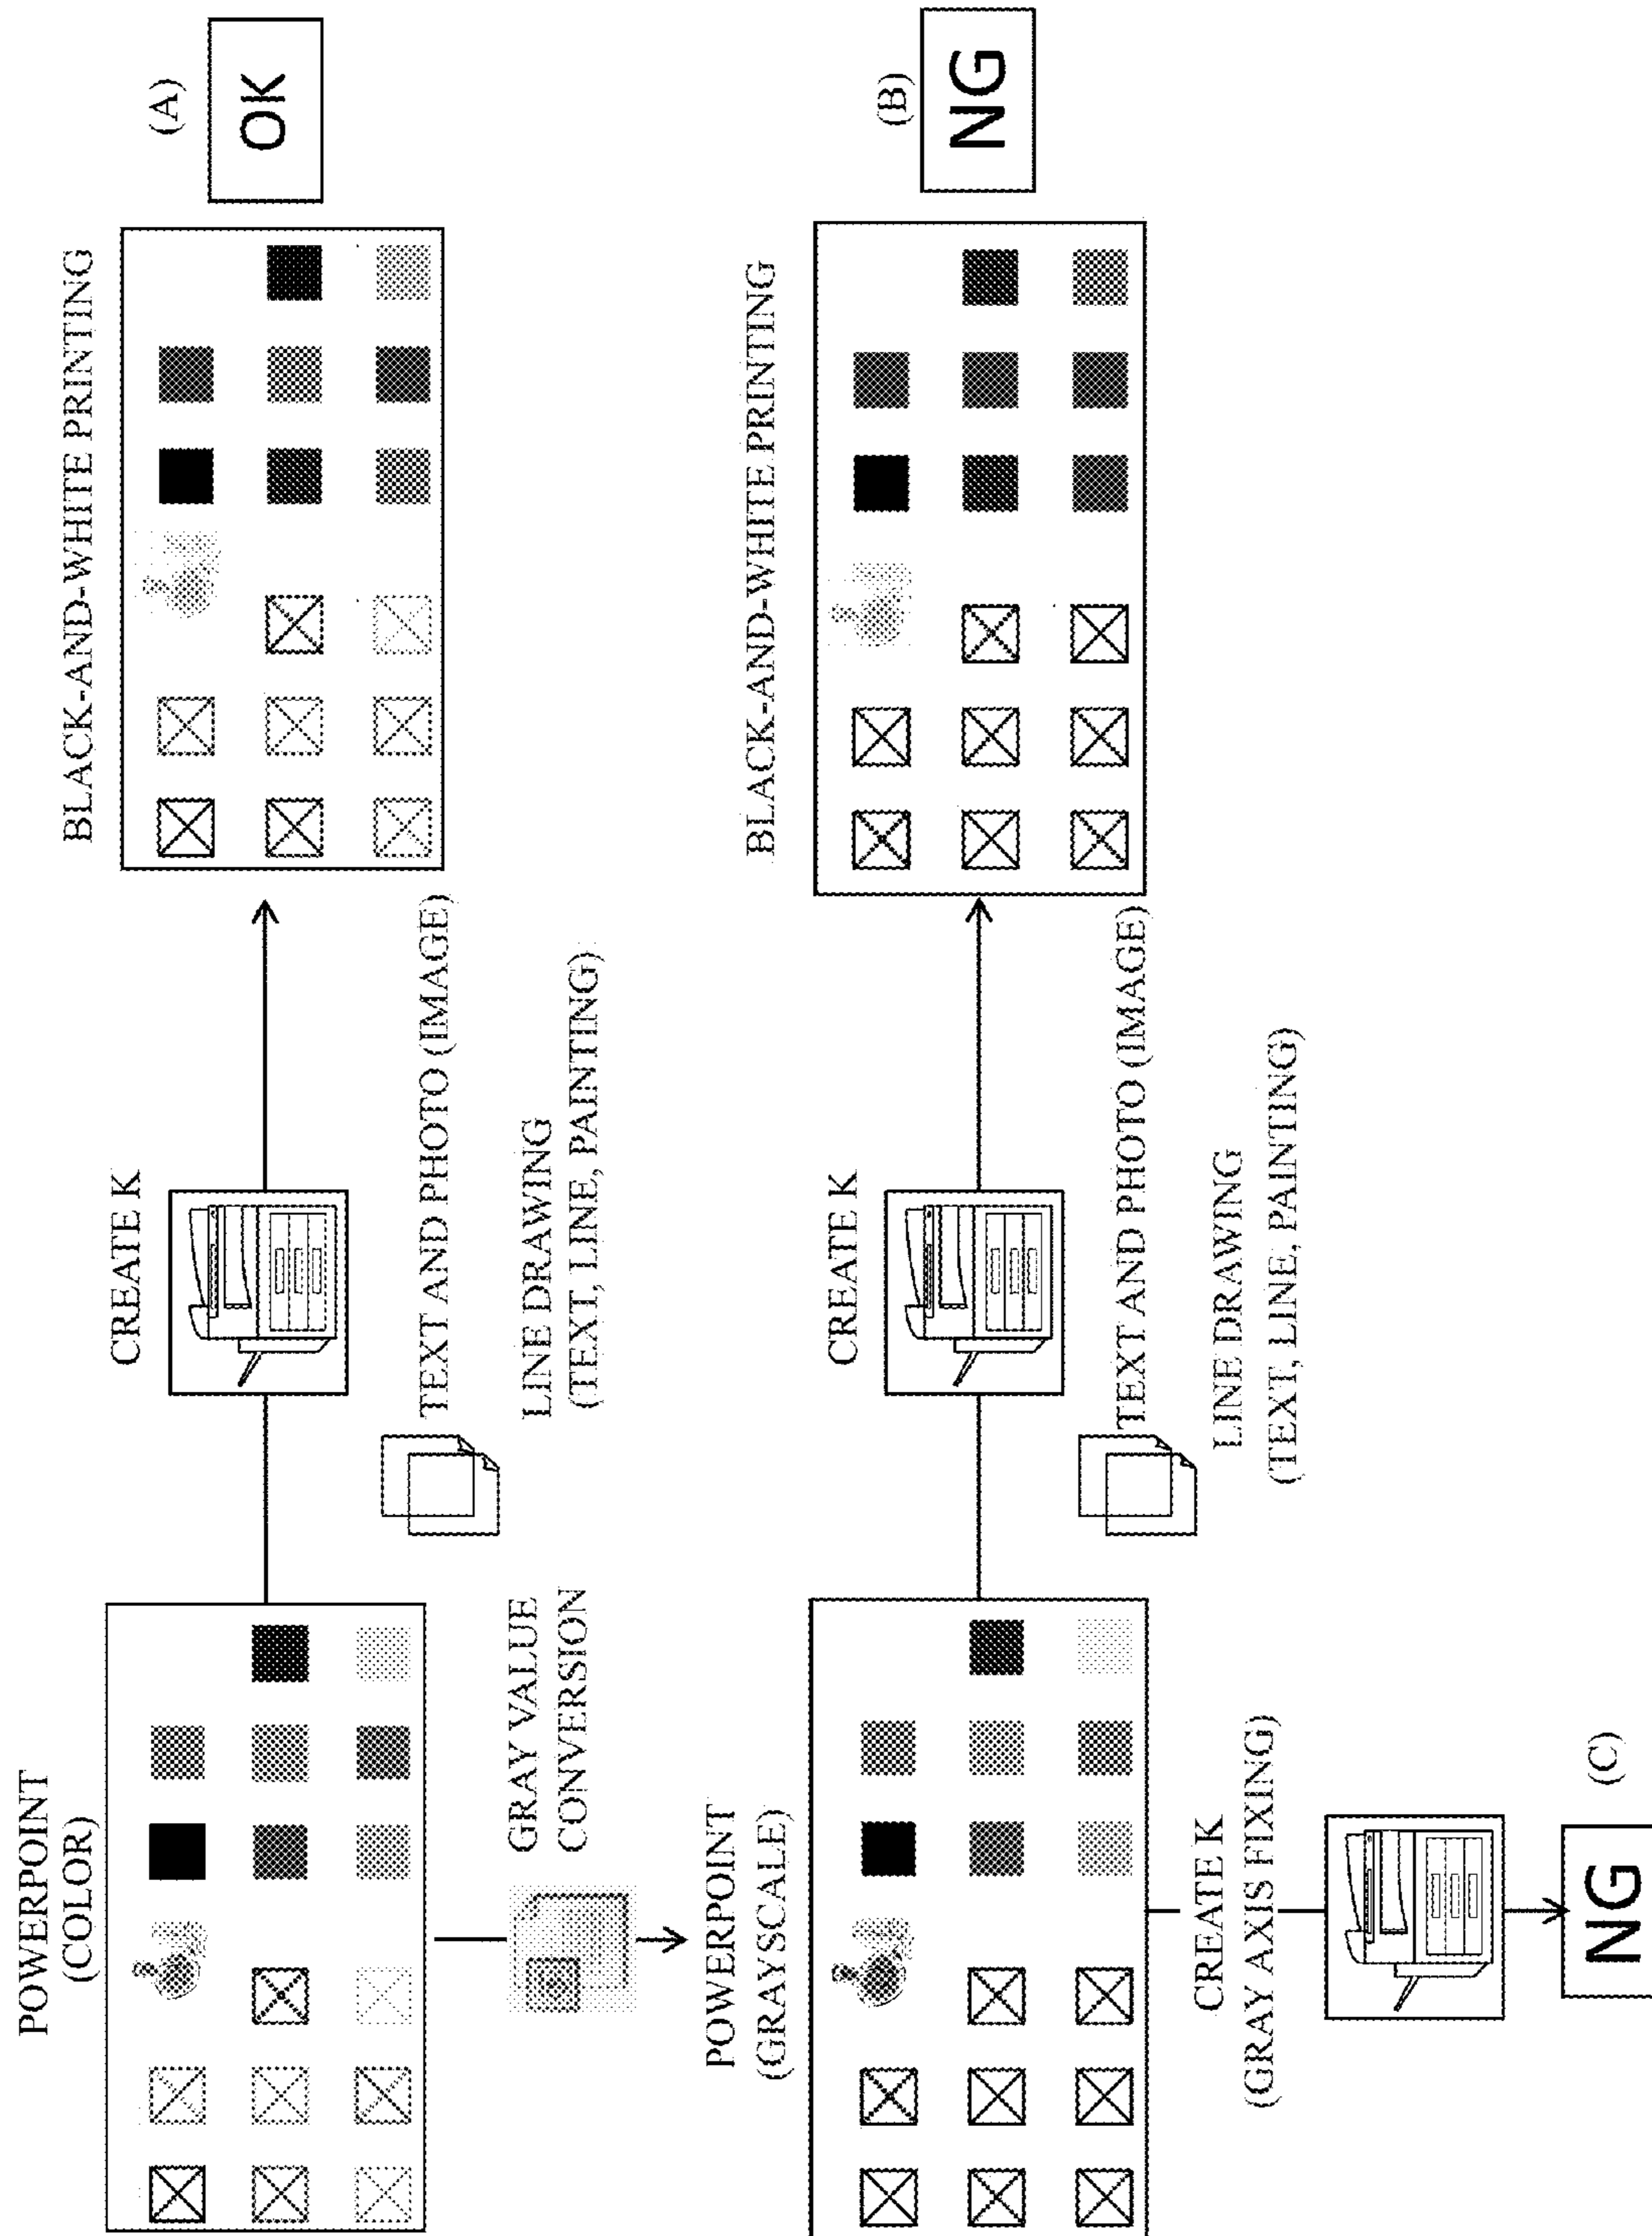 POWERPOINT
(COLOR)
CREATE K
TEXT AND PHOTO (IMAGE)
LINE DRAWING
(TEXT, LINE, PAINTING)
BLACK-AND-WHITE PRINTING
(A)
OK
GRAY VALUE
CONVERSION
POWERPOINT
(GRAYSCALE)
CREATE K
TEXT AND PHOTO (IMAGE)
LINE DRAWING
(TEXT, LINE, PAINTING)
BLACK-AND-WHITE PRINTING
(B)
NG
CREATE K
(GRAY AXIS FIXING)
NG
(C)